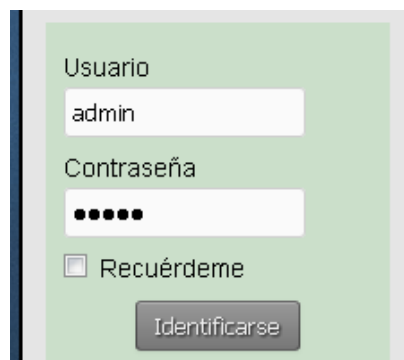 Usuario
admin
Contraseña
•••••
Recuérdeme
Identificarse